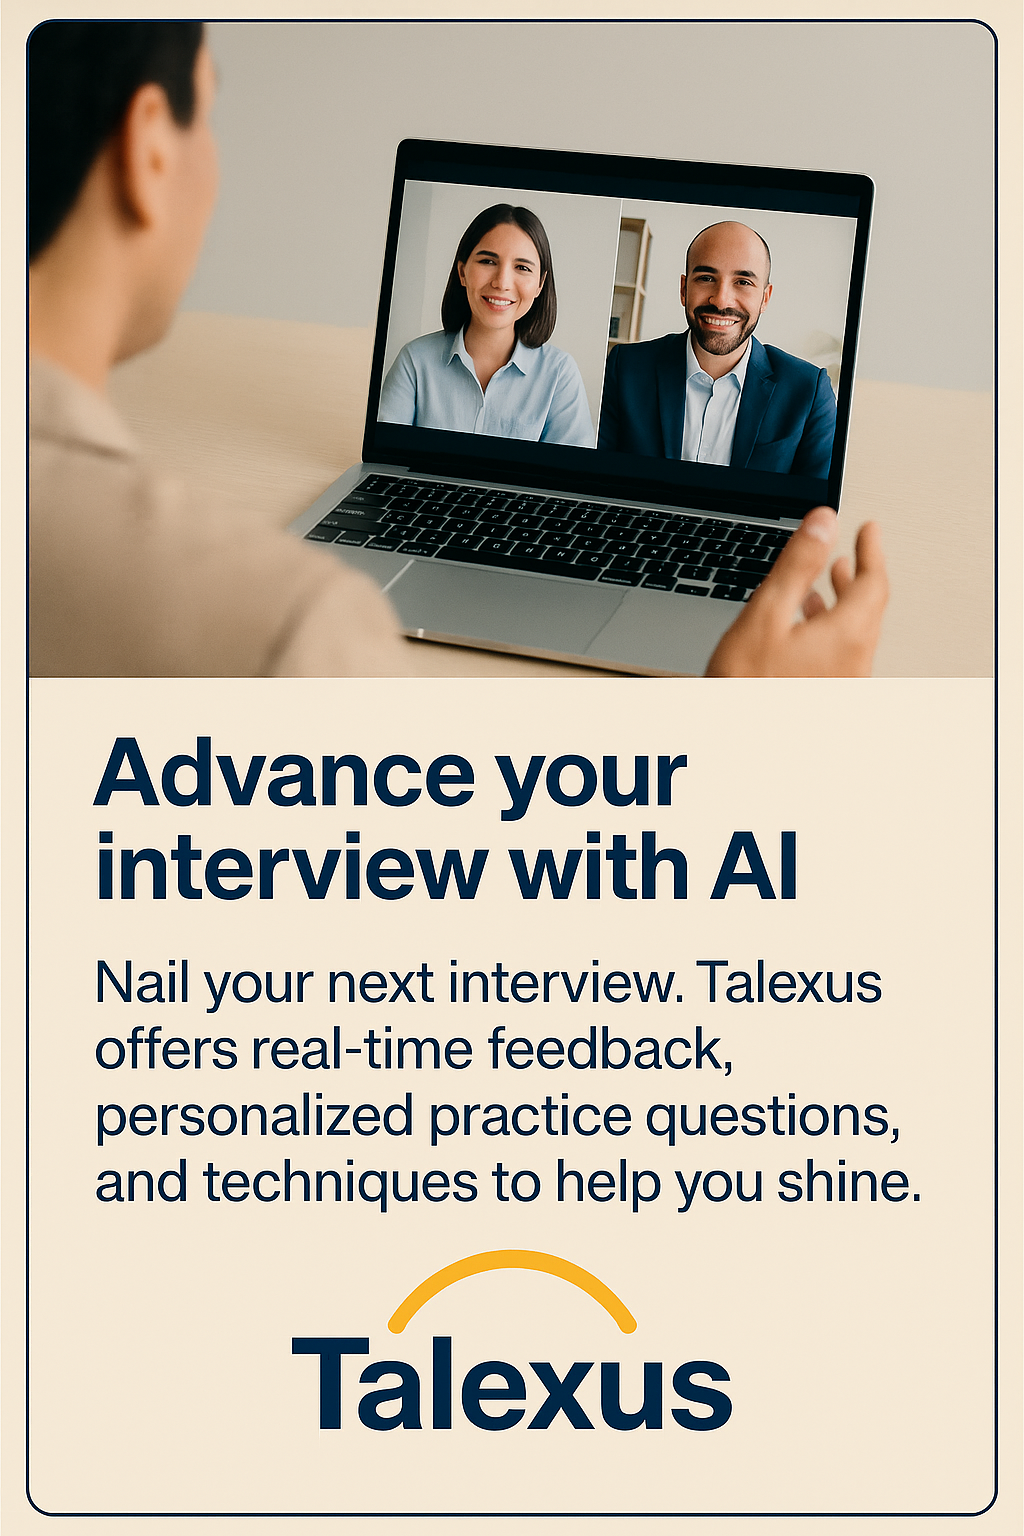 Advance your
interview with AI
Nail your next interview. Talexus
offers real-time feedback,
personalized practice questions,
and techniques to help you shine.
Talexus